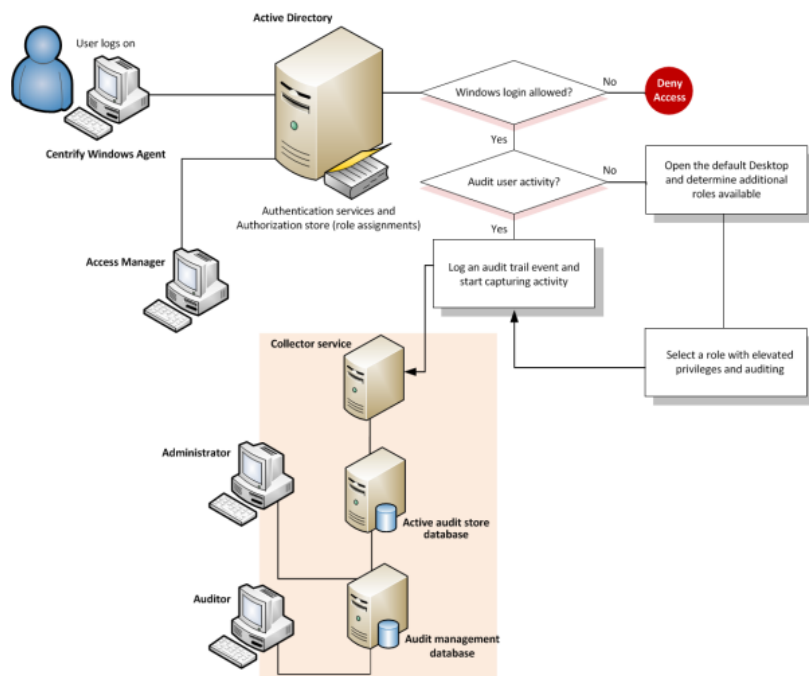 Active Directory
User logs on
Windows login allowed?
No
Deny
Access
Centrify Windows Agent
Yes
Audit user activity?
No
Open the default Desktop
and determine additional
roles available
Authentication services and
Authorization store (role assignments)
Yes
Access Manager
Log an audit trail event and
start capturing activity
Collector service
Select a role with elevated
privileges and auditing
Administrator
Active audit store
database
Auditor
Audit management
database